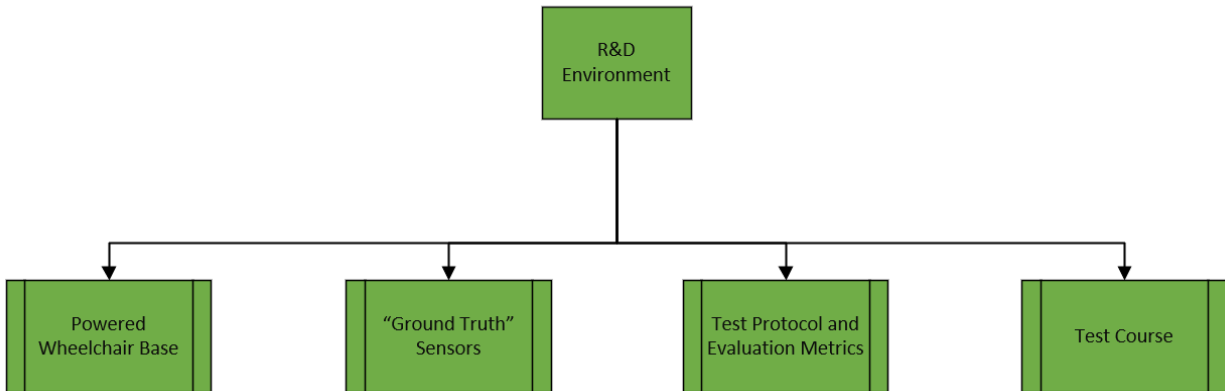 R&D
Environment
Powered
Wheelchair Base
“Ground Truth”
Sensors
Test Protocol and
Evaluation Metrics
Test Course